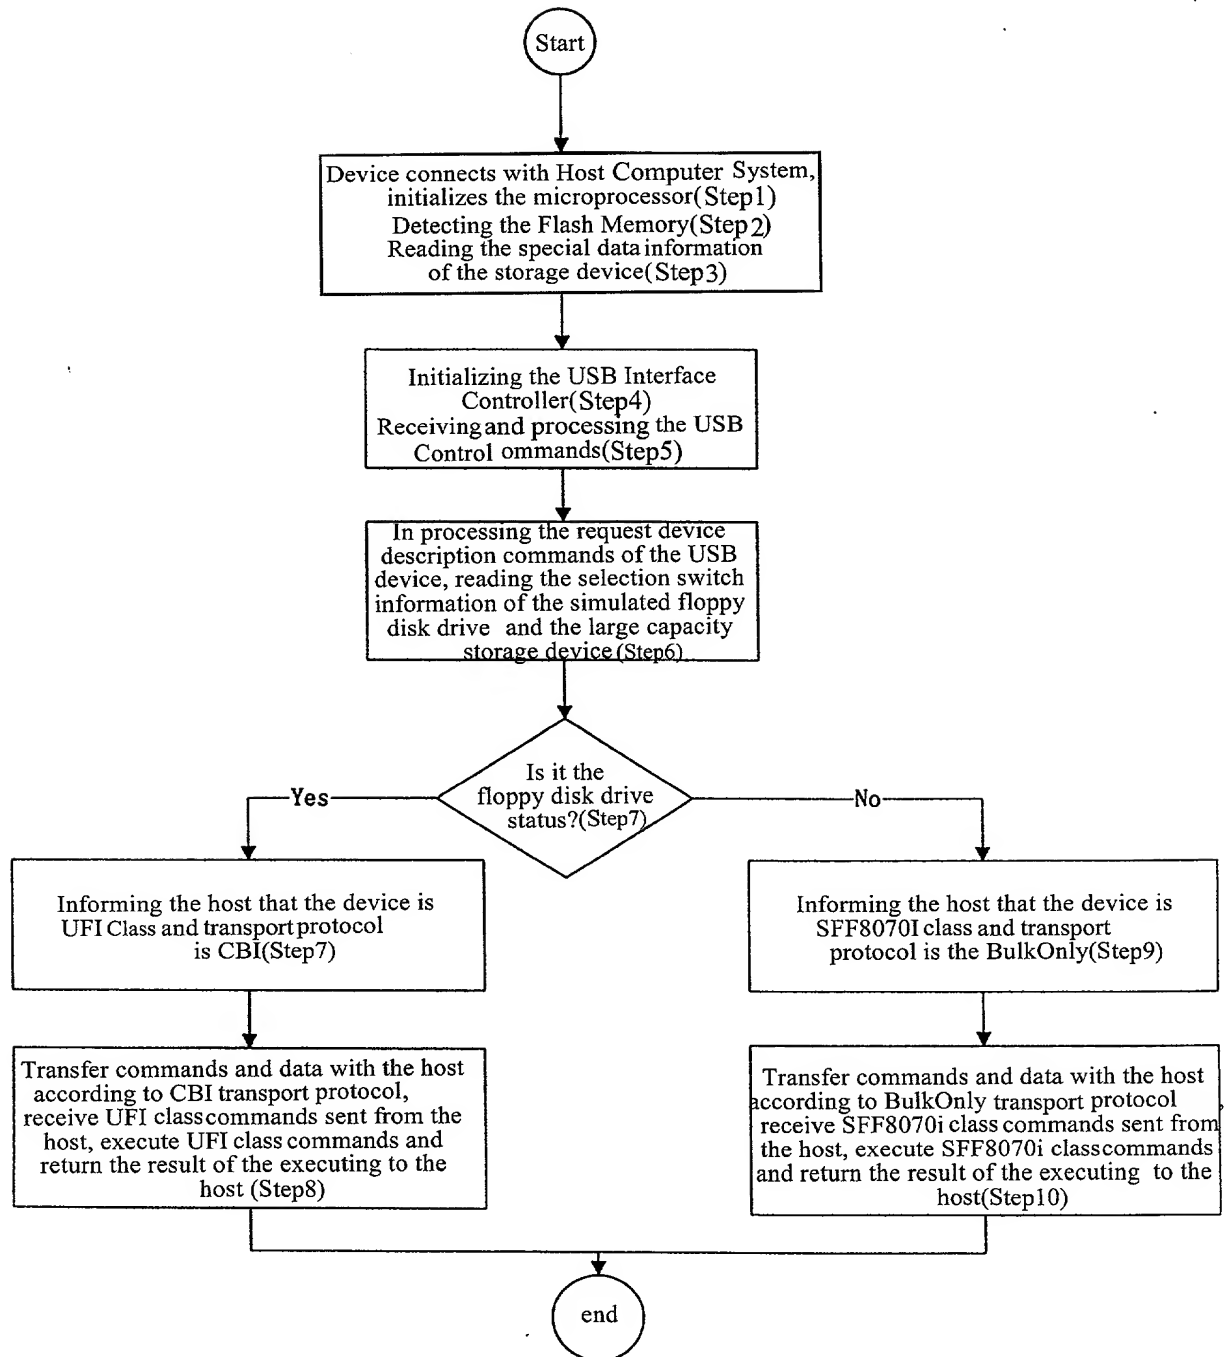 Start
Device connects with Host Computer System,
initializes the microprocessor(Step1)
Detecting the Flash Memory(Step2)
Reading the special data information
of the storage device(Step3)
Initializing the USB Interface
Controller(Step4)
Receiving and processing the USB
Control ommands(Step5)
In processing the request device
description commands of the USB
device, reading the selection switch
information of the simulated floppy
disk drive and the large capacity
storage device(Step6)
Is it the
floppy disk drive
status?(Step7)
Yes
No
Informing the host that the device is
UFI Class and transport protocol
is CBI(Step7)
Informing the host that the device is
SFF8070I class and transport
protocol is the BulkOnly(Step9)
Transfer commands and data with the host
according to CBI transport protocol,
receive UFI class commands sent from the
host, execute UFI class commands and
return the result of the executing to the
host (Step8)
Transfer commands and data with the host
according to BulkOnly transport protocol,
receive SFF8070i class commands sent from
the host, execute SFF8070i class commands
and return the result of the executing to the
host(Step10)
end